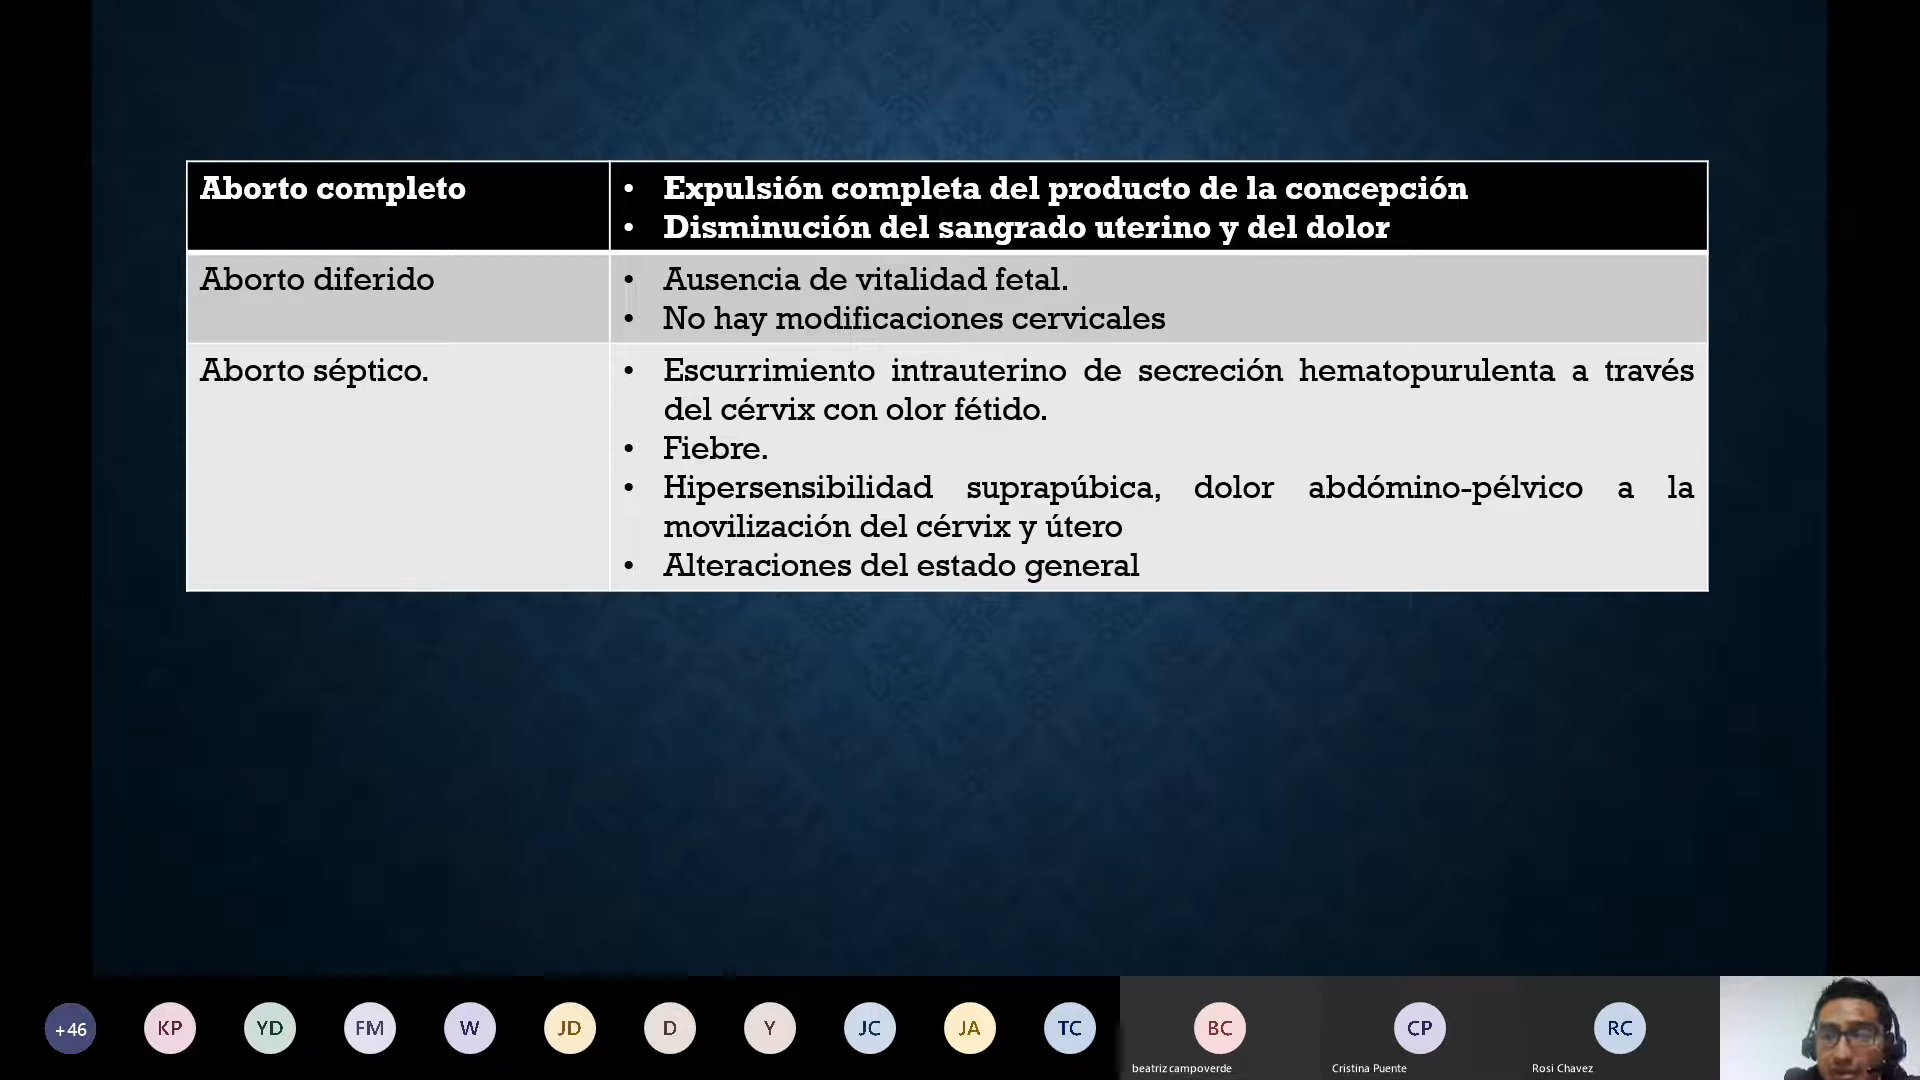 Aborto completo
• Expulsión completa del producto de la concepción
• Disminución del sangrado uterino y del dolor
Aborto diferido
• Ausencia de vitalidad fetal.
• No hay modificaciones cervicales
Aborto séptico.
• Escurrimiento intrauterino de secreción hematopurulenta a través
del cérvix con olor fétido.
• Fiebre.
• Hipersensibilidad suprapúbica, dolor abdómino-pélvico a la
movilización del cérvix y útero
• Alteraciones del estado general
+46
KP
YD
FM
W
JD
D
Y
JC
JA
TC
BC
beatriz campoverde
CP
Cristina Puente
RC
Rosi Chavez